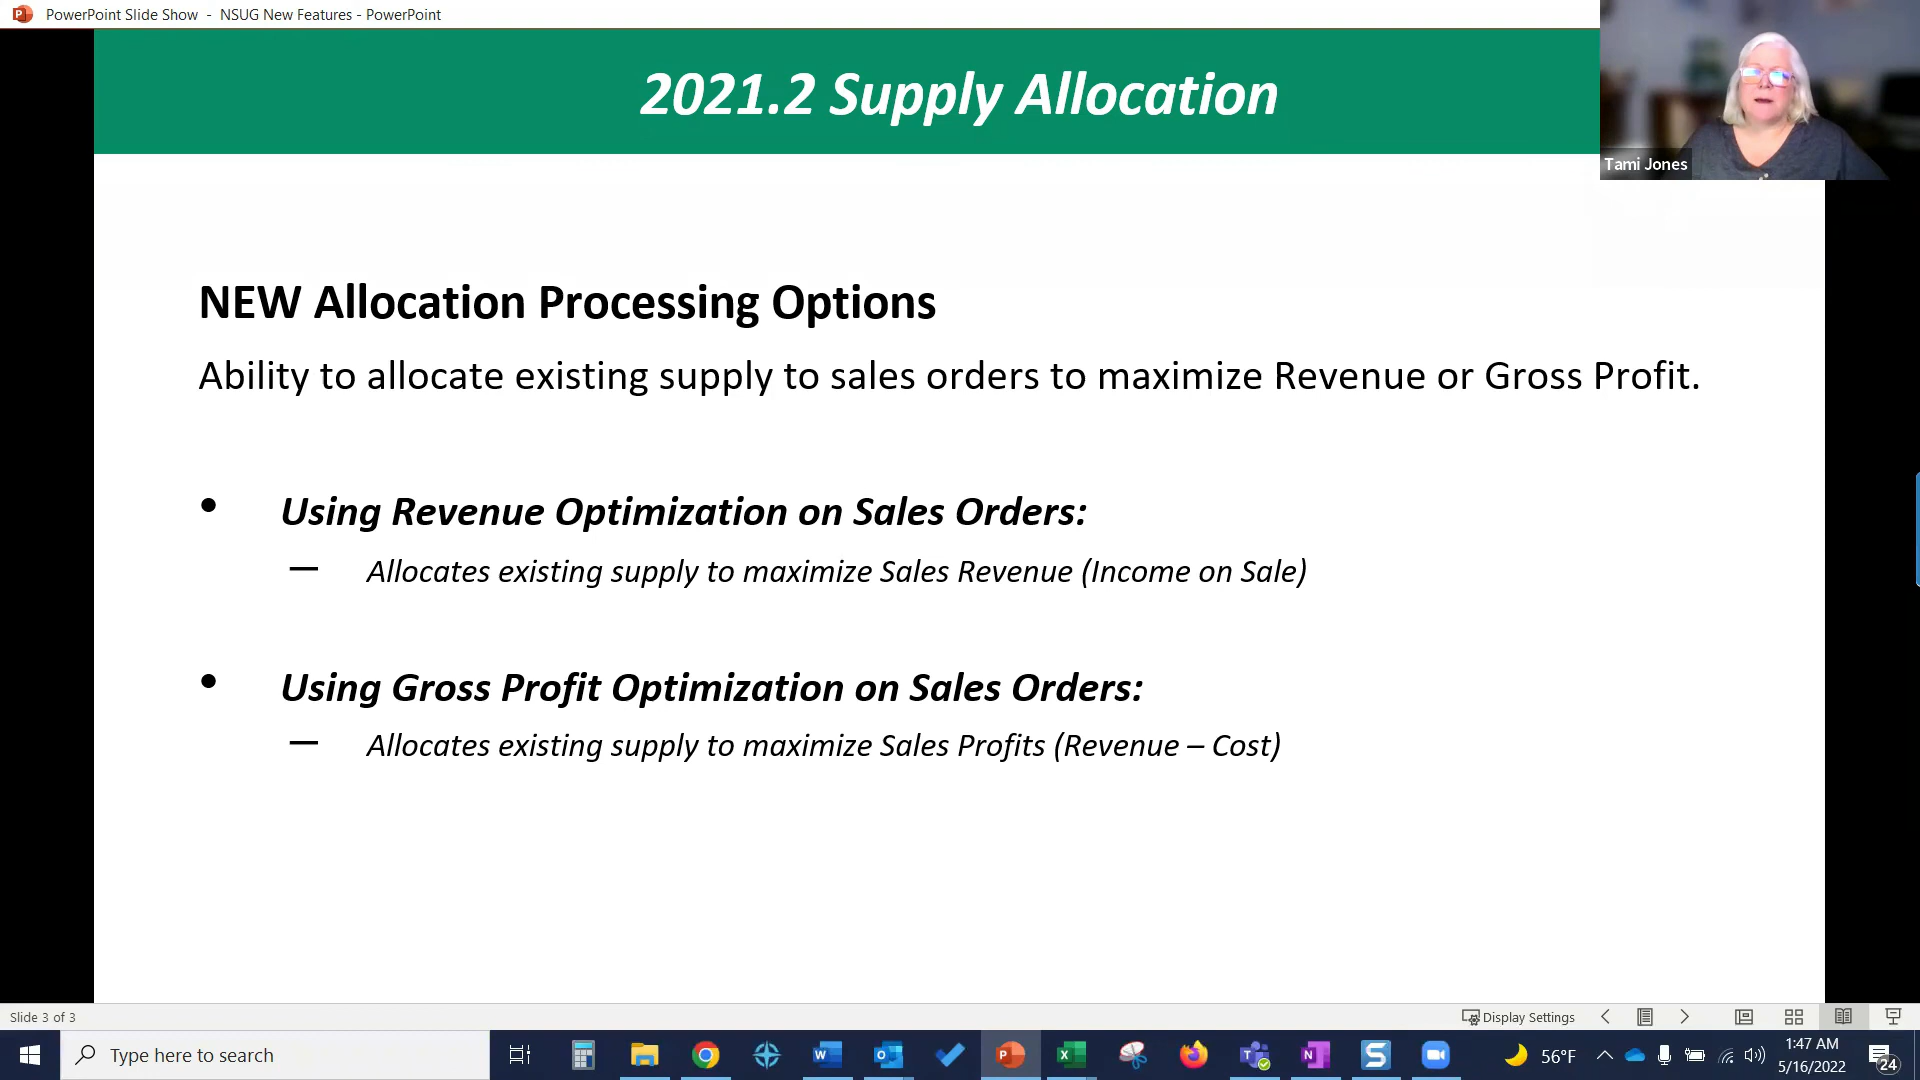 PowerPoint Slide Show - NSUG New Features - PowerPoint
2021.2 Supply Allocation
Tami Jones
NEW Allocation Processing Options
Ability to allocate existing supply to sales orders to maximize Revenue or Gross Profit.
• Using Revenue Optimization on Sales Orders:
– Allocates existing supply to maximize Sales Revenue (Income on Sale)
• Using Gross Profit Optimization on Sales Orders:
– Allocates existing supply to maximize Sales Profits (Revenue – Cost)
Slide 3 of 3
Display Settings
Type here to search
56°F
1:47 AM
5/16/2022
24